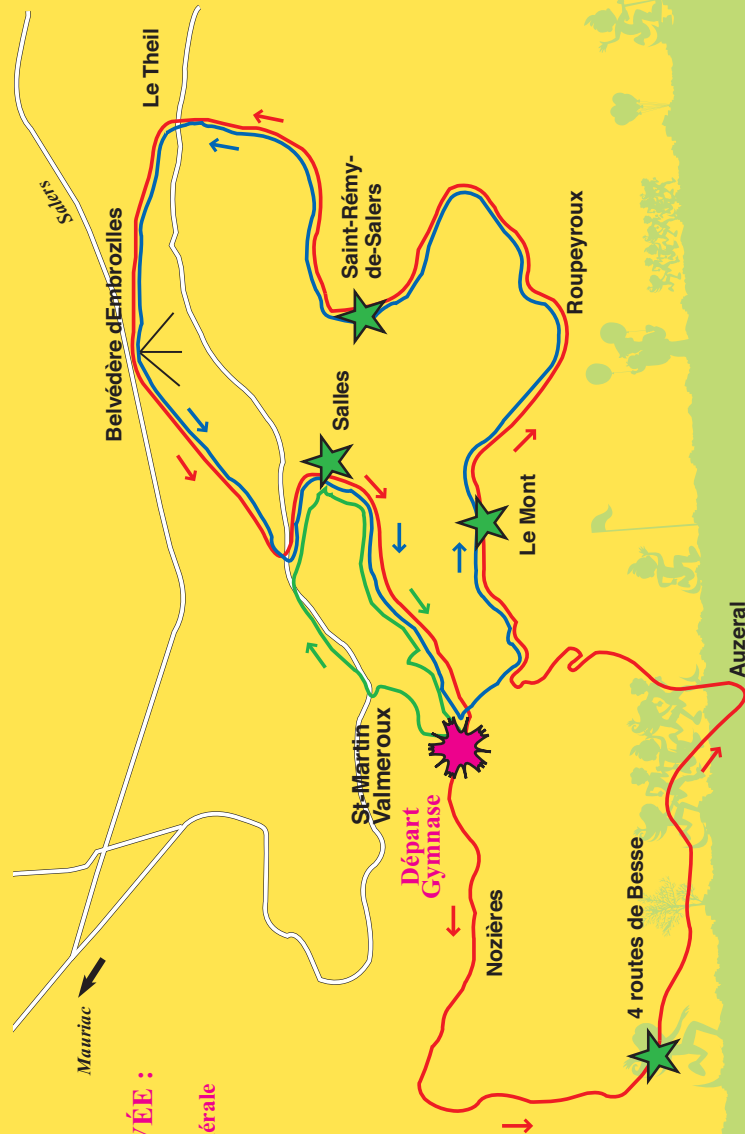 VÉE :
érale
Mauriac
Salers
Le Theil
Belvédère dEmbrozlles
Saint-Rémy-
de-Salers
Salles
Roupeyroux
Le Mont
St-Martin
Valmeroux
Départ
Gymnase
Nozières
4 routes de Besse
Auzeral